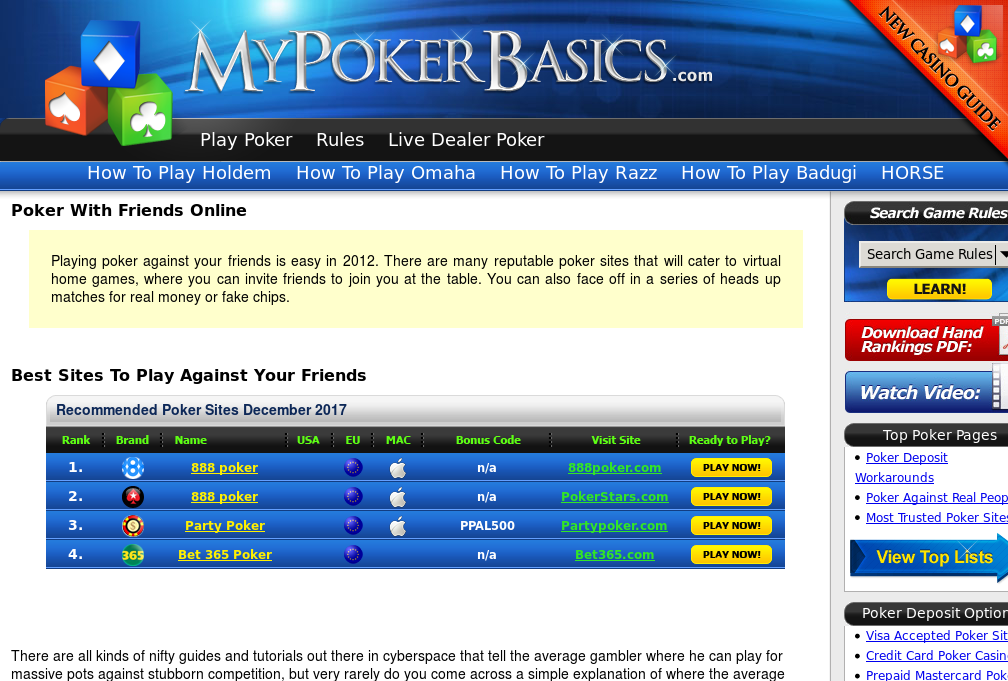 MyPokerBasics.com
NEW CASINO GUIDE
Play Poker Rules Live Dealer Poker
How To Play Holdem How To Play Omaha How To Play Razz How To Play Badugi HORSE
Poker With Friends Online
Playing poker against your friends is easy in 2012. There are many reputable poker sites that will cater to virtual
home games, where you can invite friends to join you at the table. You can also face off in a series of heads up
matches for real money or fake chips.
Best Sites To Play Against Your Friends
Recommended Poker Sites December 2017
Rank Brand Name USA EU MAC Bonus Code Visit Site Ready to Play?
1. 888 poker n/a 888poker.com PLAY NOW!
2. 888 poker n/a PokerStars.com PLAY NOW!
3. Party Poker PPAL500 Partypoker.com PLAY NOW!
4. 365 Bet 365 Poker n/a Bet365.com PLAY NOW!
There are all kinds of nifty guides and tutorials out there in cyberspace that tell the average gambler where he can play for
massive pots against stubborn competition, but very rarely do you come across a simple explanation of where the average
Search Game Rules
Search Game Rules
LEARN!
Download Hand
Rankings PDF:
PDF
Watch Video:
Top Poker Pages
Poker Deposit
Workarounds
Poker Against Real
Most Trusted Poker Sites
View Top Lists
Poker Deposit
Visa Accepted Poker
Credit Card Poker
Prepaid Mastercard